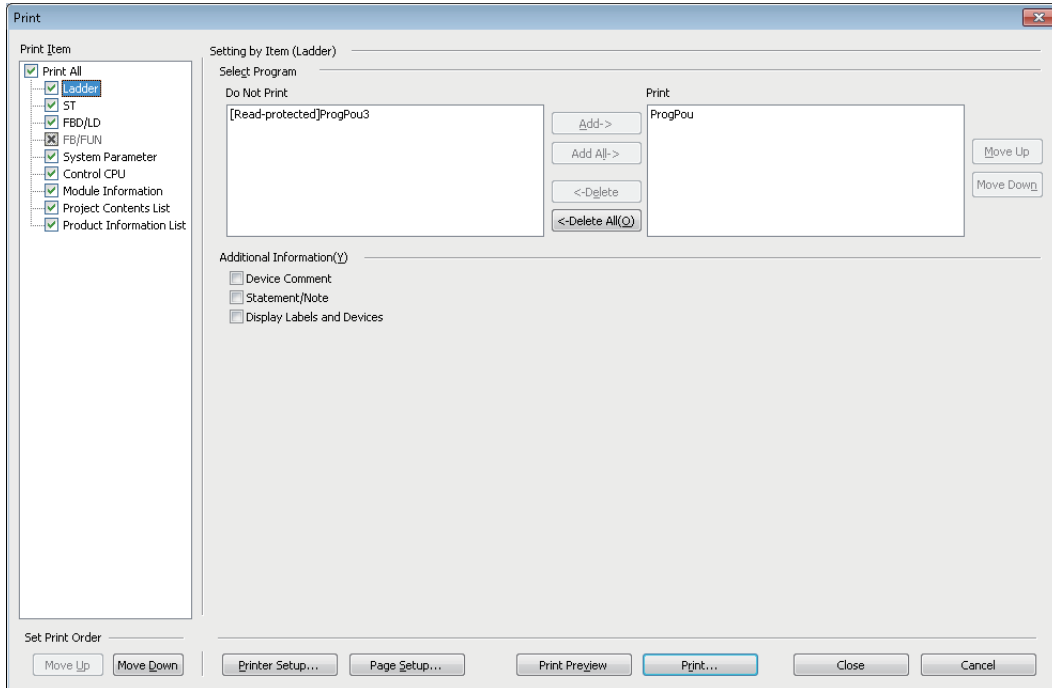 Print
Print Item
Print All
Ladder
ST
FBD/LD
FB/FUN
System Parameter
Control CPU
Module Information
Project Contents List
Product Information List
Set Print Order
Move Up
Move Down
Setting by Item (Ladder)
Select Program
Do Not Print
[Read-protected]ProgPou3
Add->
Add All->
<-Delete
<-Delete All(O)
Print
ProgPou
Move Up
Move Down
Additional Information(Y)
Device Comment
Statement/Note
Display Labels and Devices
Printer Setup...
Page Setup...
Print Preview
Print...
Close
Cancel